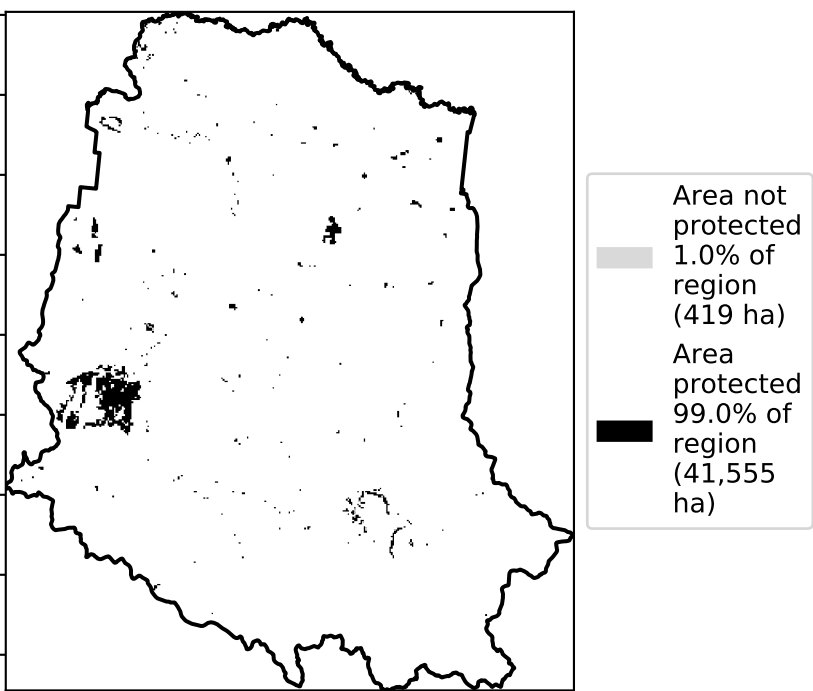 Area not
protected
1.0% of
region
(419 ha)
Area
protected
99.0% of
region
(41,555
ha)